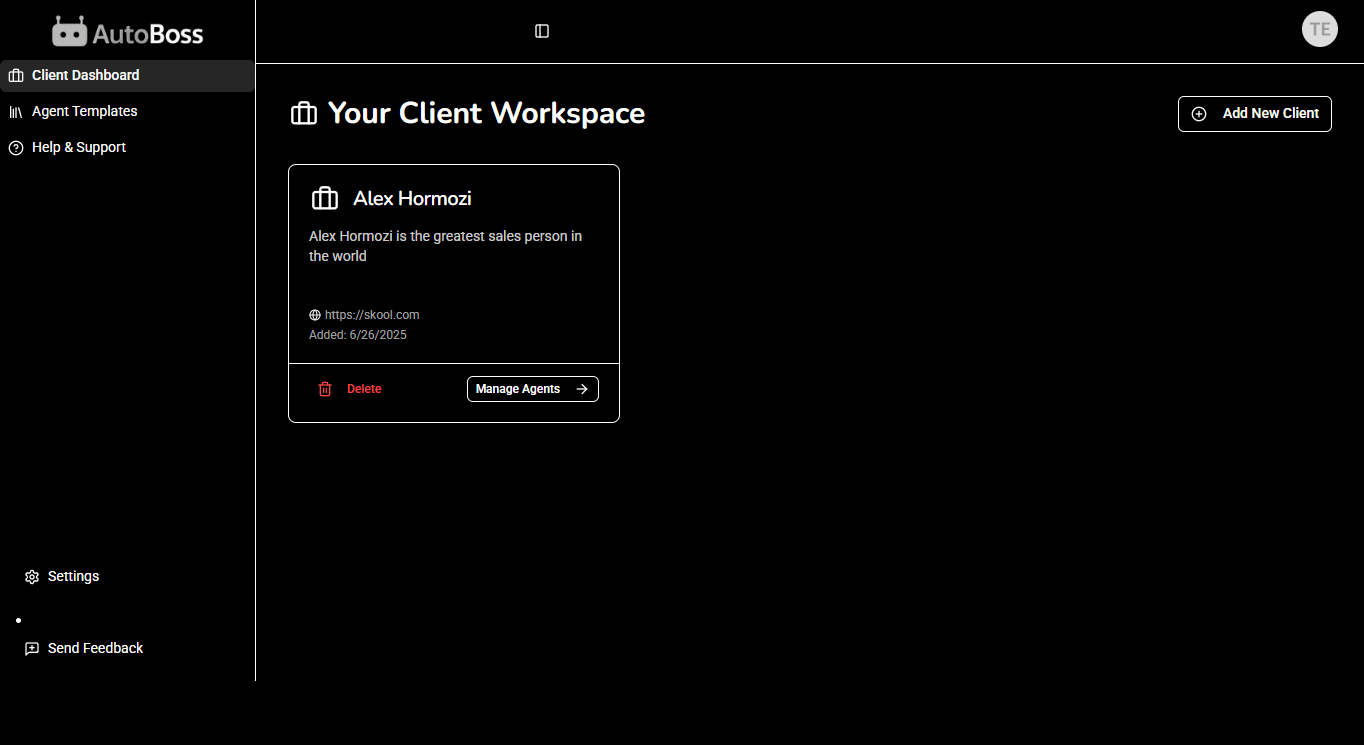 AutoBoss
TE
Client Dashboard
Agent Templates
Help & Support
Your Client Workspace
Add New Client
Alex Hormozi
Alex Hormozi is the greatest sales person in
the world
https://skool.com
Added: 6/26/2025
Delete
Manage Agents
Settings
Send Feedback